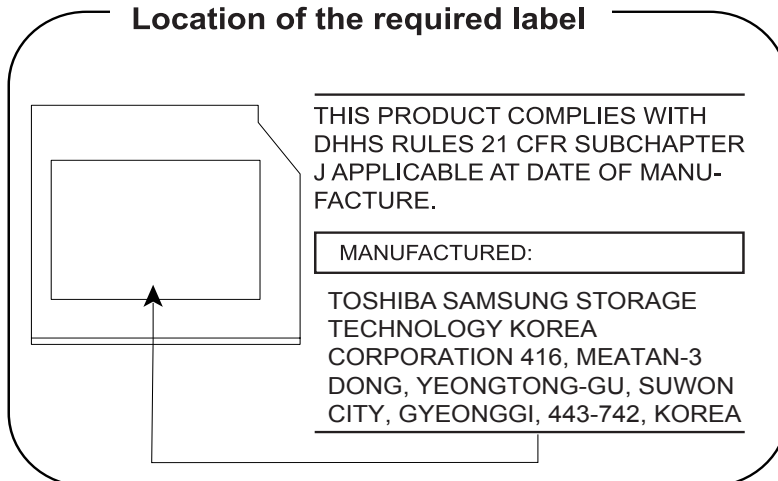 Location of the required label
THIS PRODUCT COMPLIES WITH
DHHS RULES 21 CFR SUBCHAPTER
J APPLICABLE AT DATE OF MANU-
FACTURE.
MANUFACTURED:
TOSHIBA SAMSUNG STORAGE
TECHNOLOGY KOREA
CORPORATION 416, MEATAN-3
DONG, YEONGTONG-GU, SUWON
CITY, GYEONGGI, 443-742, KOREA